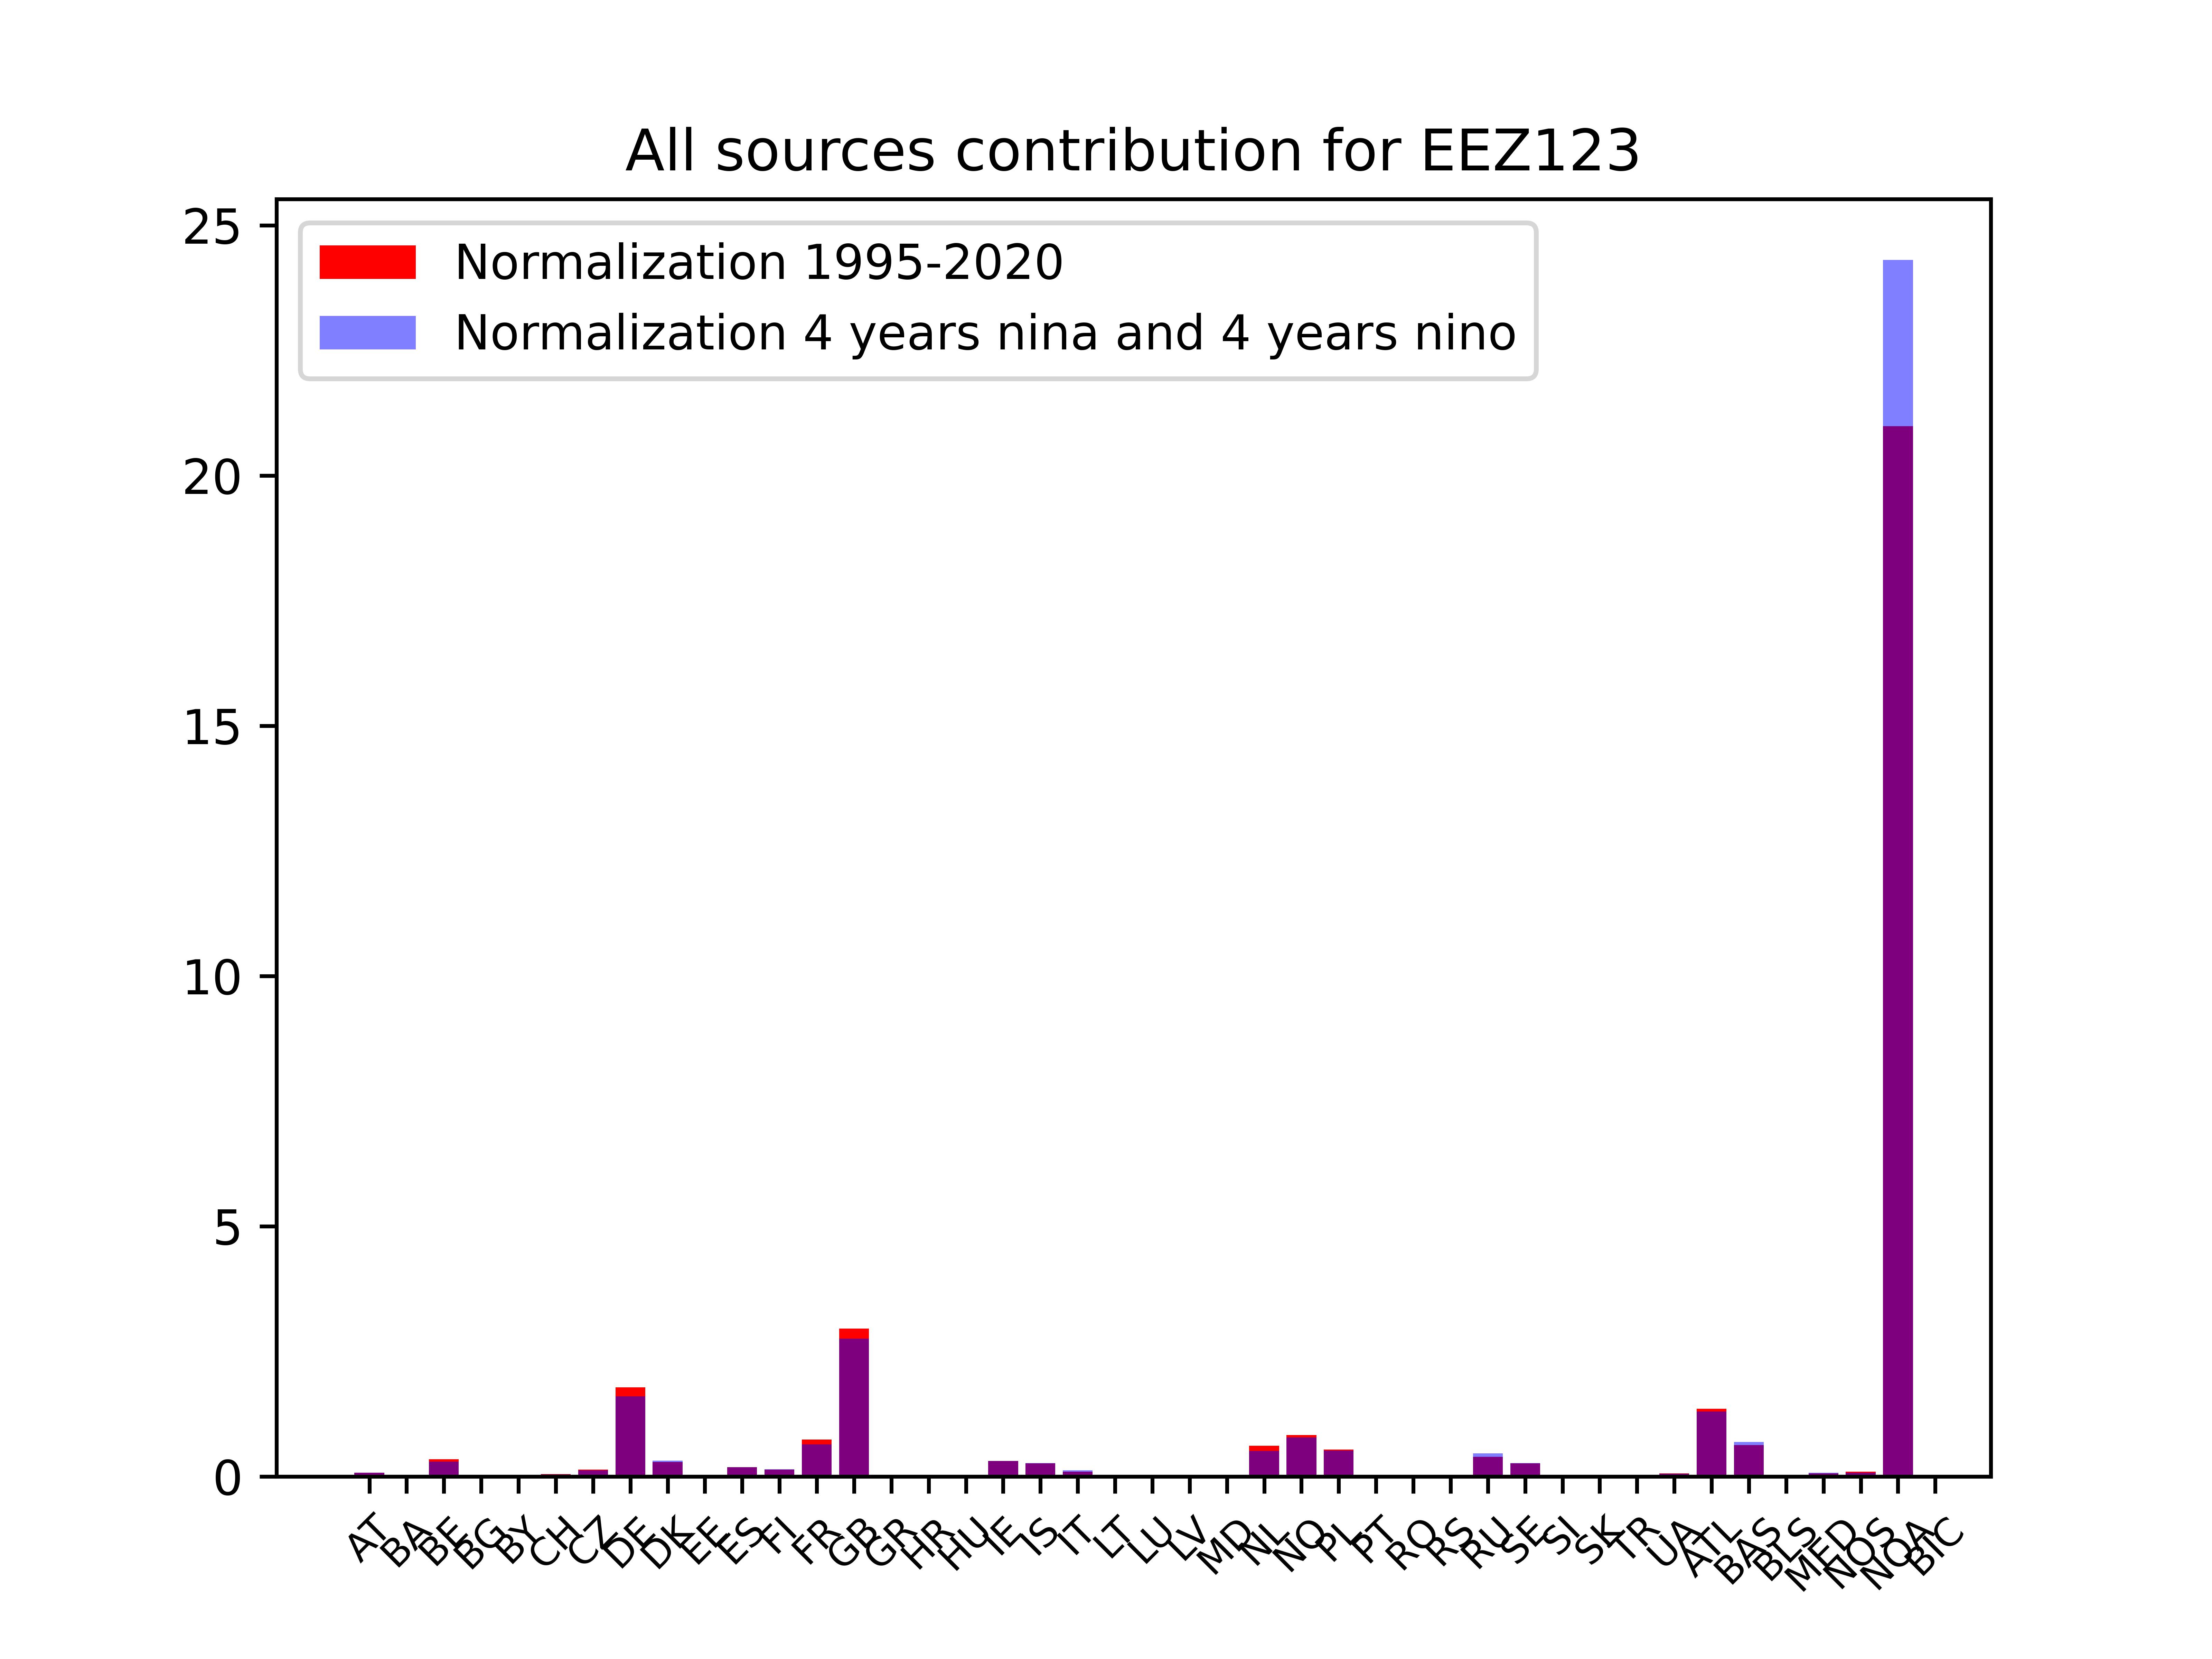 All sources contribution for EEZ123
Normalization 1995-2020
Normalization 4 years nina and 4 years nino
25
20
15
10
5
0
AT BA BE BG BY CH CZ DE DK EE ES FI FR GB GR HR HU IE IS IT LT LU LV MD NL NO PL PT RO RS RU SE SI SK TR UA ATL BAS BLS MED NOS NOA BIC